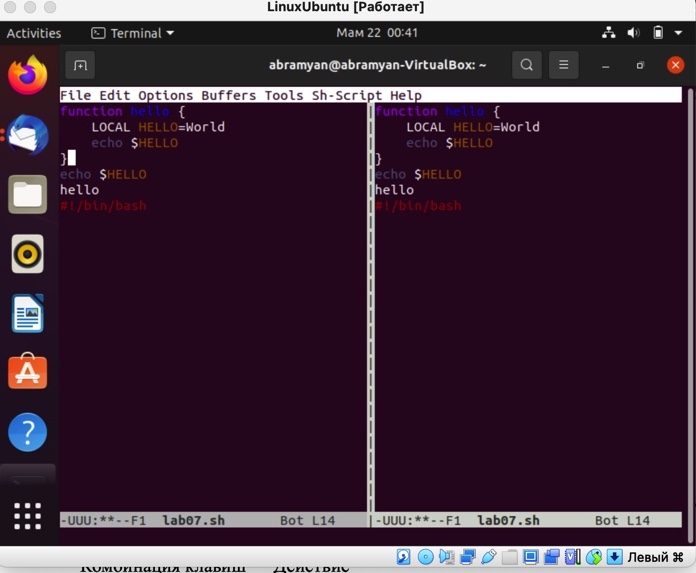 LinuxUbuntu [Работает]
Activities Terminal Мам 22 00:41
abramyan@abramyan-VirtualBox: ~
File Edit Options Buffers Tools Sh-Script Help
function hello {
    LOCAL HELLO=World
    echo $HELLO
}
echo $HELLO
hello
#!/bin/bash
-UUU:**--F1  lab07.sh       Bot L14
function hello {
    LOCAL HELLO=World
    echo $HELLO
}
echo $HELLO
hello
#!/bin/bash
-UUU:**--F1  lab07.sh       Bot L14
Левый ⌘
Комбинация клавиш Действие